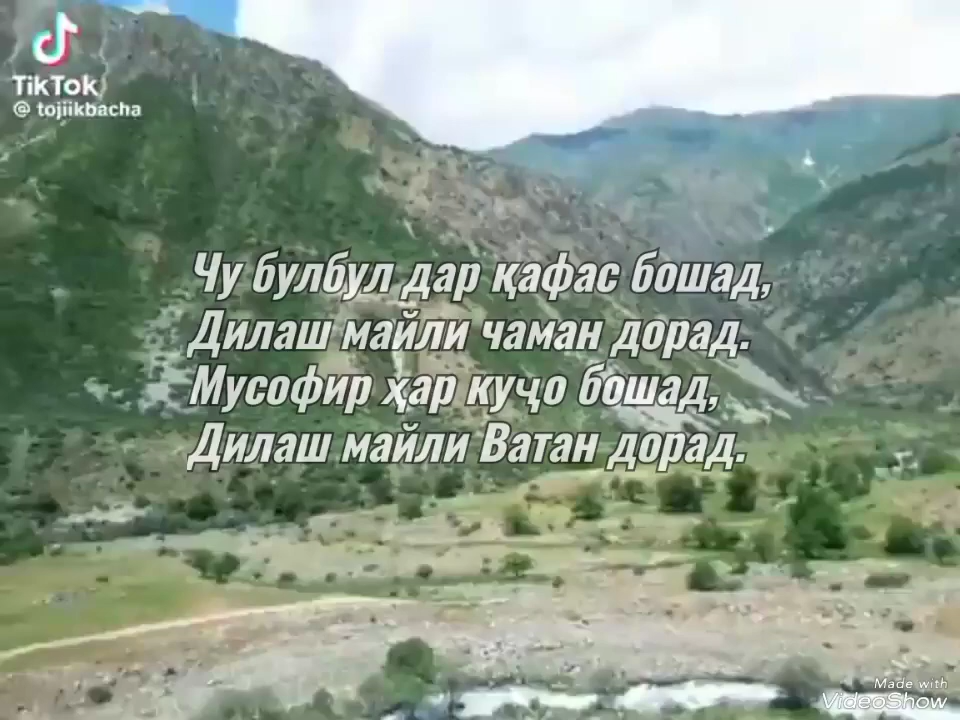 TikTok
@ tojiikbacha
Чу булбул дар қафас бошад,
Дилаш майли чаман дорад.
Мусофир ҳар куҷо бошад,
Дилаш майли Ватан дорад.
Made with
VideoShow